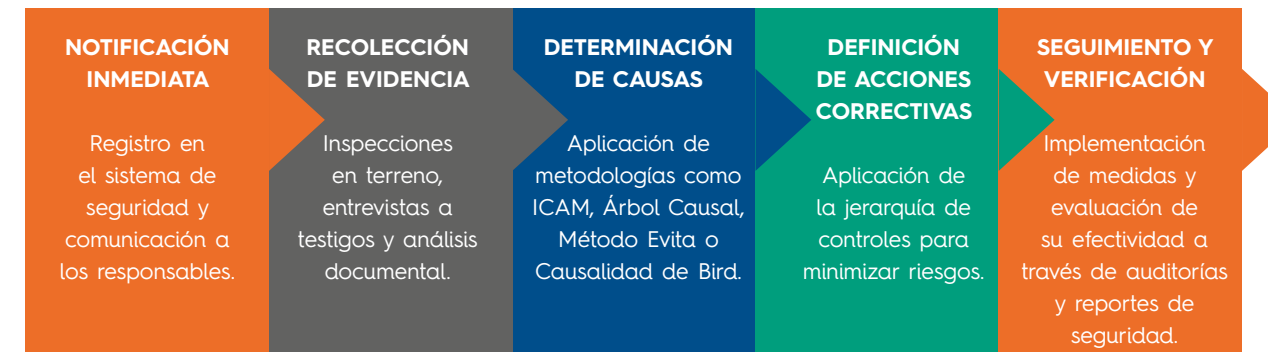 NOTIFICACIÓN
INMEDIATA
Registro en
el sistema de
seguridad y
comunicación a
los responsables.
RECOLECCIÓN
DE EVIDENCIA
Inspecciones
en terreno,
entrevistas a
testigos y análisis
documental.
DETERMINACIÓN
DE CAUSAS
Aplicación de
metodologías como
ICAM, Árbol Causal,
Método Evita o
Causalidad de Bird.
DEFINICIÓN
DE ACCIONES
CORRECTIVAS
Aplicación de
la jerarquía de
controles para
minimizar riesgos.
SEGUIMIENTO Y
VERIFICACIÓN
Implementación
de medidas y
evaluación de
su efectividad a
través de auditorías
y reportes de
seguridad.